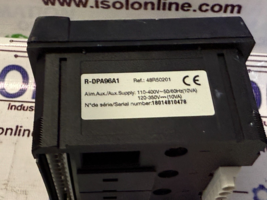 www.isolonline.com
R-DPA96A1
Ref: 48R50201
Alim.Aux./Aux.Supply: 110-400V~50/60Hz(10VA)
120-350V⎓(10VA)
N°de série/Serial number: 18014810479
CE